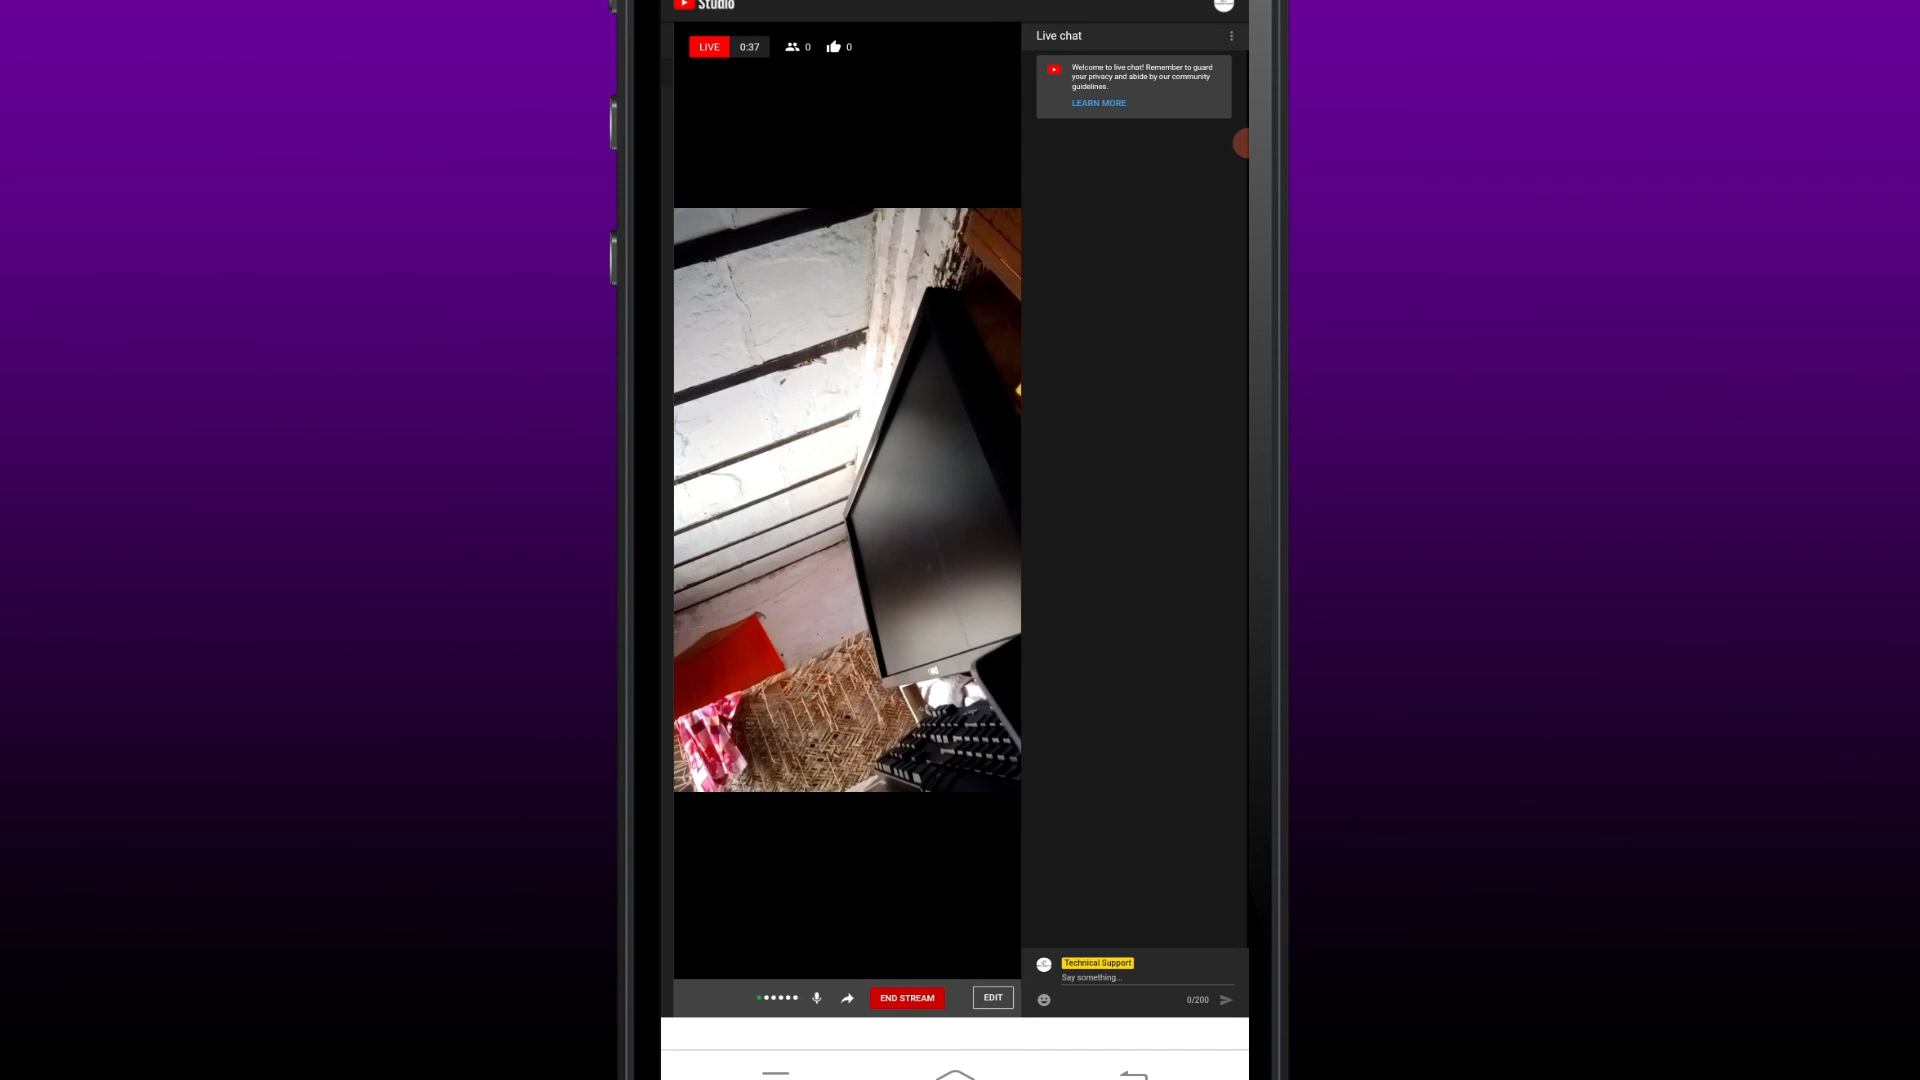 Studio
LIVE 0:37 0 0
Live chat
Welcome to live chat! Remember to guard
your privacy and abide by our community
guidelines.
LEARN MORE
Technical Support
Say something...
0/200
END STREAM
EDIT